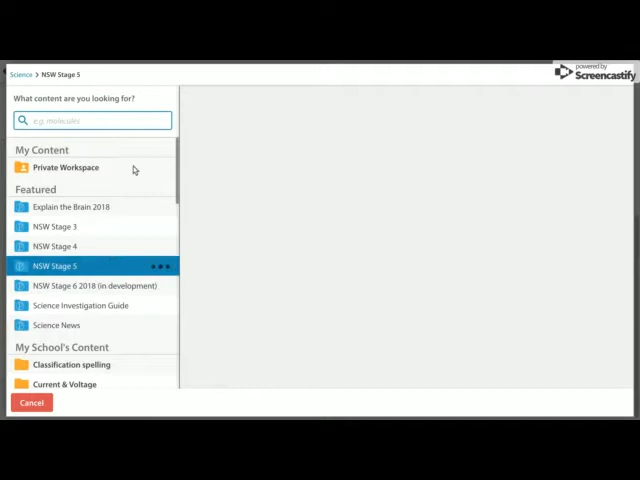 powered by
Screencastify
Science > NSW Stage 5
What content are you looking for?
e.g. molecules
My Content
Private Workspace
Featured
Explain the Brain 2018
NSW Stage 3
NSW Stage 4
NSW Stage 5
NSW Stage 6 2018 (in development)
Science Investigation Guide
Science News
My School's Content
Classification spelling
Current & Voltage
Cancel